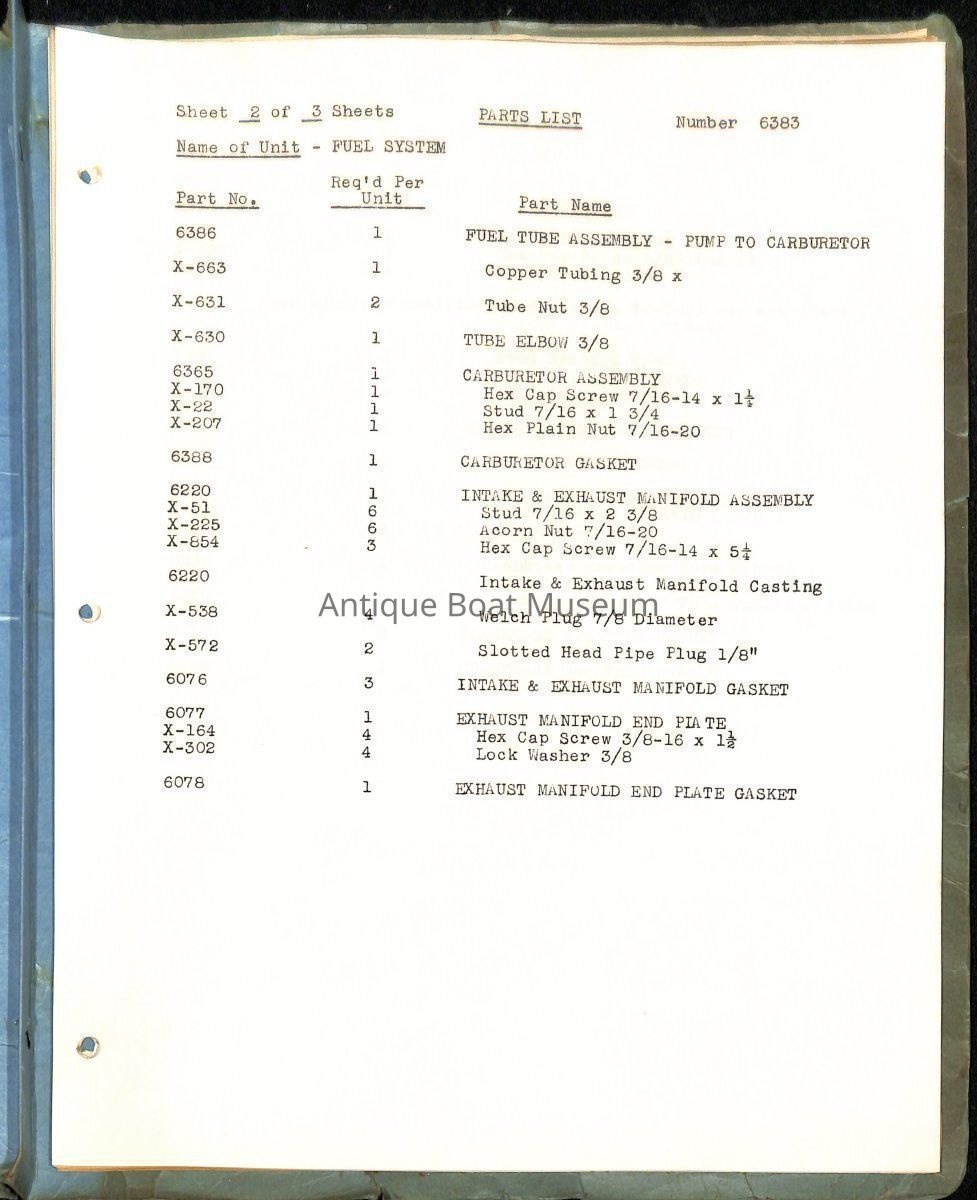 Sheet 2 of 3 Sheets PARTS LIST Number 6383
Name of Unit - FUEL SYSTEM
Part No. Req'd Per Unit Part Name
6386 1 FUEL TUBE ASSEMBLY - PUMP TO CARBURETOR
X-663 1 Copper Tubing 3/8 x
X-631 2 Tube Nut 3/8
X-630 1 TUBE ELBOW 3/8
6365 1 CARBURETOR ASSEMBLY
X-170 1 Hex Cap Screw 7/16-14 x 1¼
X-22 1 Stud 7/16 x 1 3/4
X-207 1 Hex Plain Nut 7/16-20
6388 1 CARBURETOR GASKET
6220 1 INTAKE & EXHAUST MANIFOLD ASSEMBLY
X-51 6 Stud 7/16 x 2 3/8
X-225 6 Acorn Nut 7/16-20
X-854 3 Hex Cap Screw 7/16-14 x 5¼
6220 Intake & Exhaust Manifold Casting
Antique Boat Museum
X-538 4 Welch Plug 7/8 Diameter
X-572 2 Slotted Head Pipe Plug 1/8"
6076 3 INTAKE & EXHAUST MANIFOLD GASKET
6077 1 EXHAUST MANIFOLD END PLATE
X-164 4 Hex Cap Screw 3/8-16 x 1½
X-302 4 Lock Washer 3/8
6078 1 EXHAUST MANIFOLD END PLATE GASKET